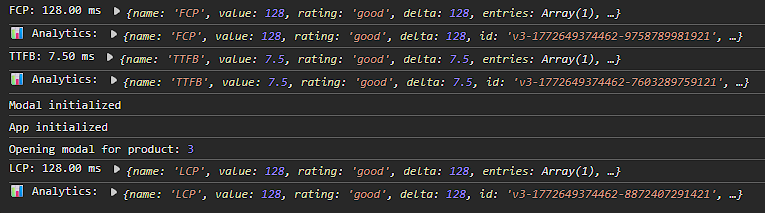 FCP: 128.00 ms ▶ {name: 'FCP', value: 128, rating: 'good', delta: 128, entries: Array(1), …}
📊 Analytics: ▶ {name: 'FCP', value: 128, rating: 'good', delta: 128, id: 'v3-1772649374462-9758789981921', …}
TTFB: 7.50 ms ▶ {name: 'TTFB', value: 7.5, rating: 'good', delta: 7.5, entries: Array(1), …}
📊 Analytics: ▶ {name: 'TTFB', value: 7.5, rating: 'good', delta: 7.5, id: 'v3-1772649374462-7603289759121', …}
Modal initialized
App initialized
Opening modal for product: 3
LCP: 128.00 ms ▶ {name: 'LCP', value: 128, rating: 'good', delta: 128, entries: Array(1), …}
📊 Analytics: ▶ {name: 'LCP', value: 128, rating: 'good', delta: 128, id: 'v3-1772649374462-8872407291421', …}